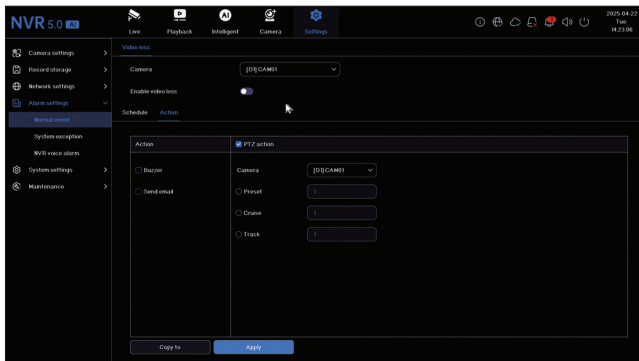 NVR 5.0 AI
Live
Playback
AI
Intelligent
Camera
Settings
2025-04-22
Tue
14:23:06
Camera settings
Record storage
Network settings
Alarm settings
Normal event
System exception
NVR voice alarm
System settings
Maintenance
Video loss
Camera
[D1] CAM01
Enable video loss
Schedule
Action
Action
PTZ action
Buzzer
Send email
Camera
[D1] CAM01
Preset
1
Cruise
1
Track
1
Copy to
Apply